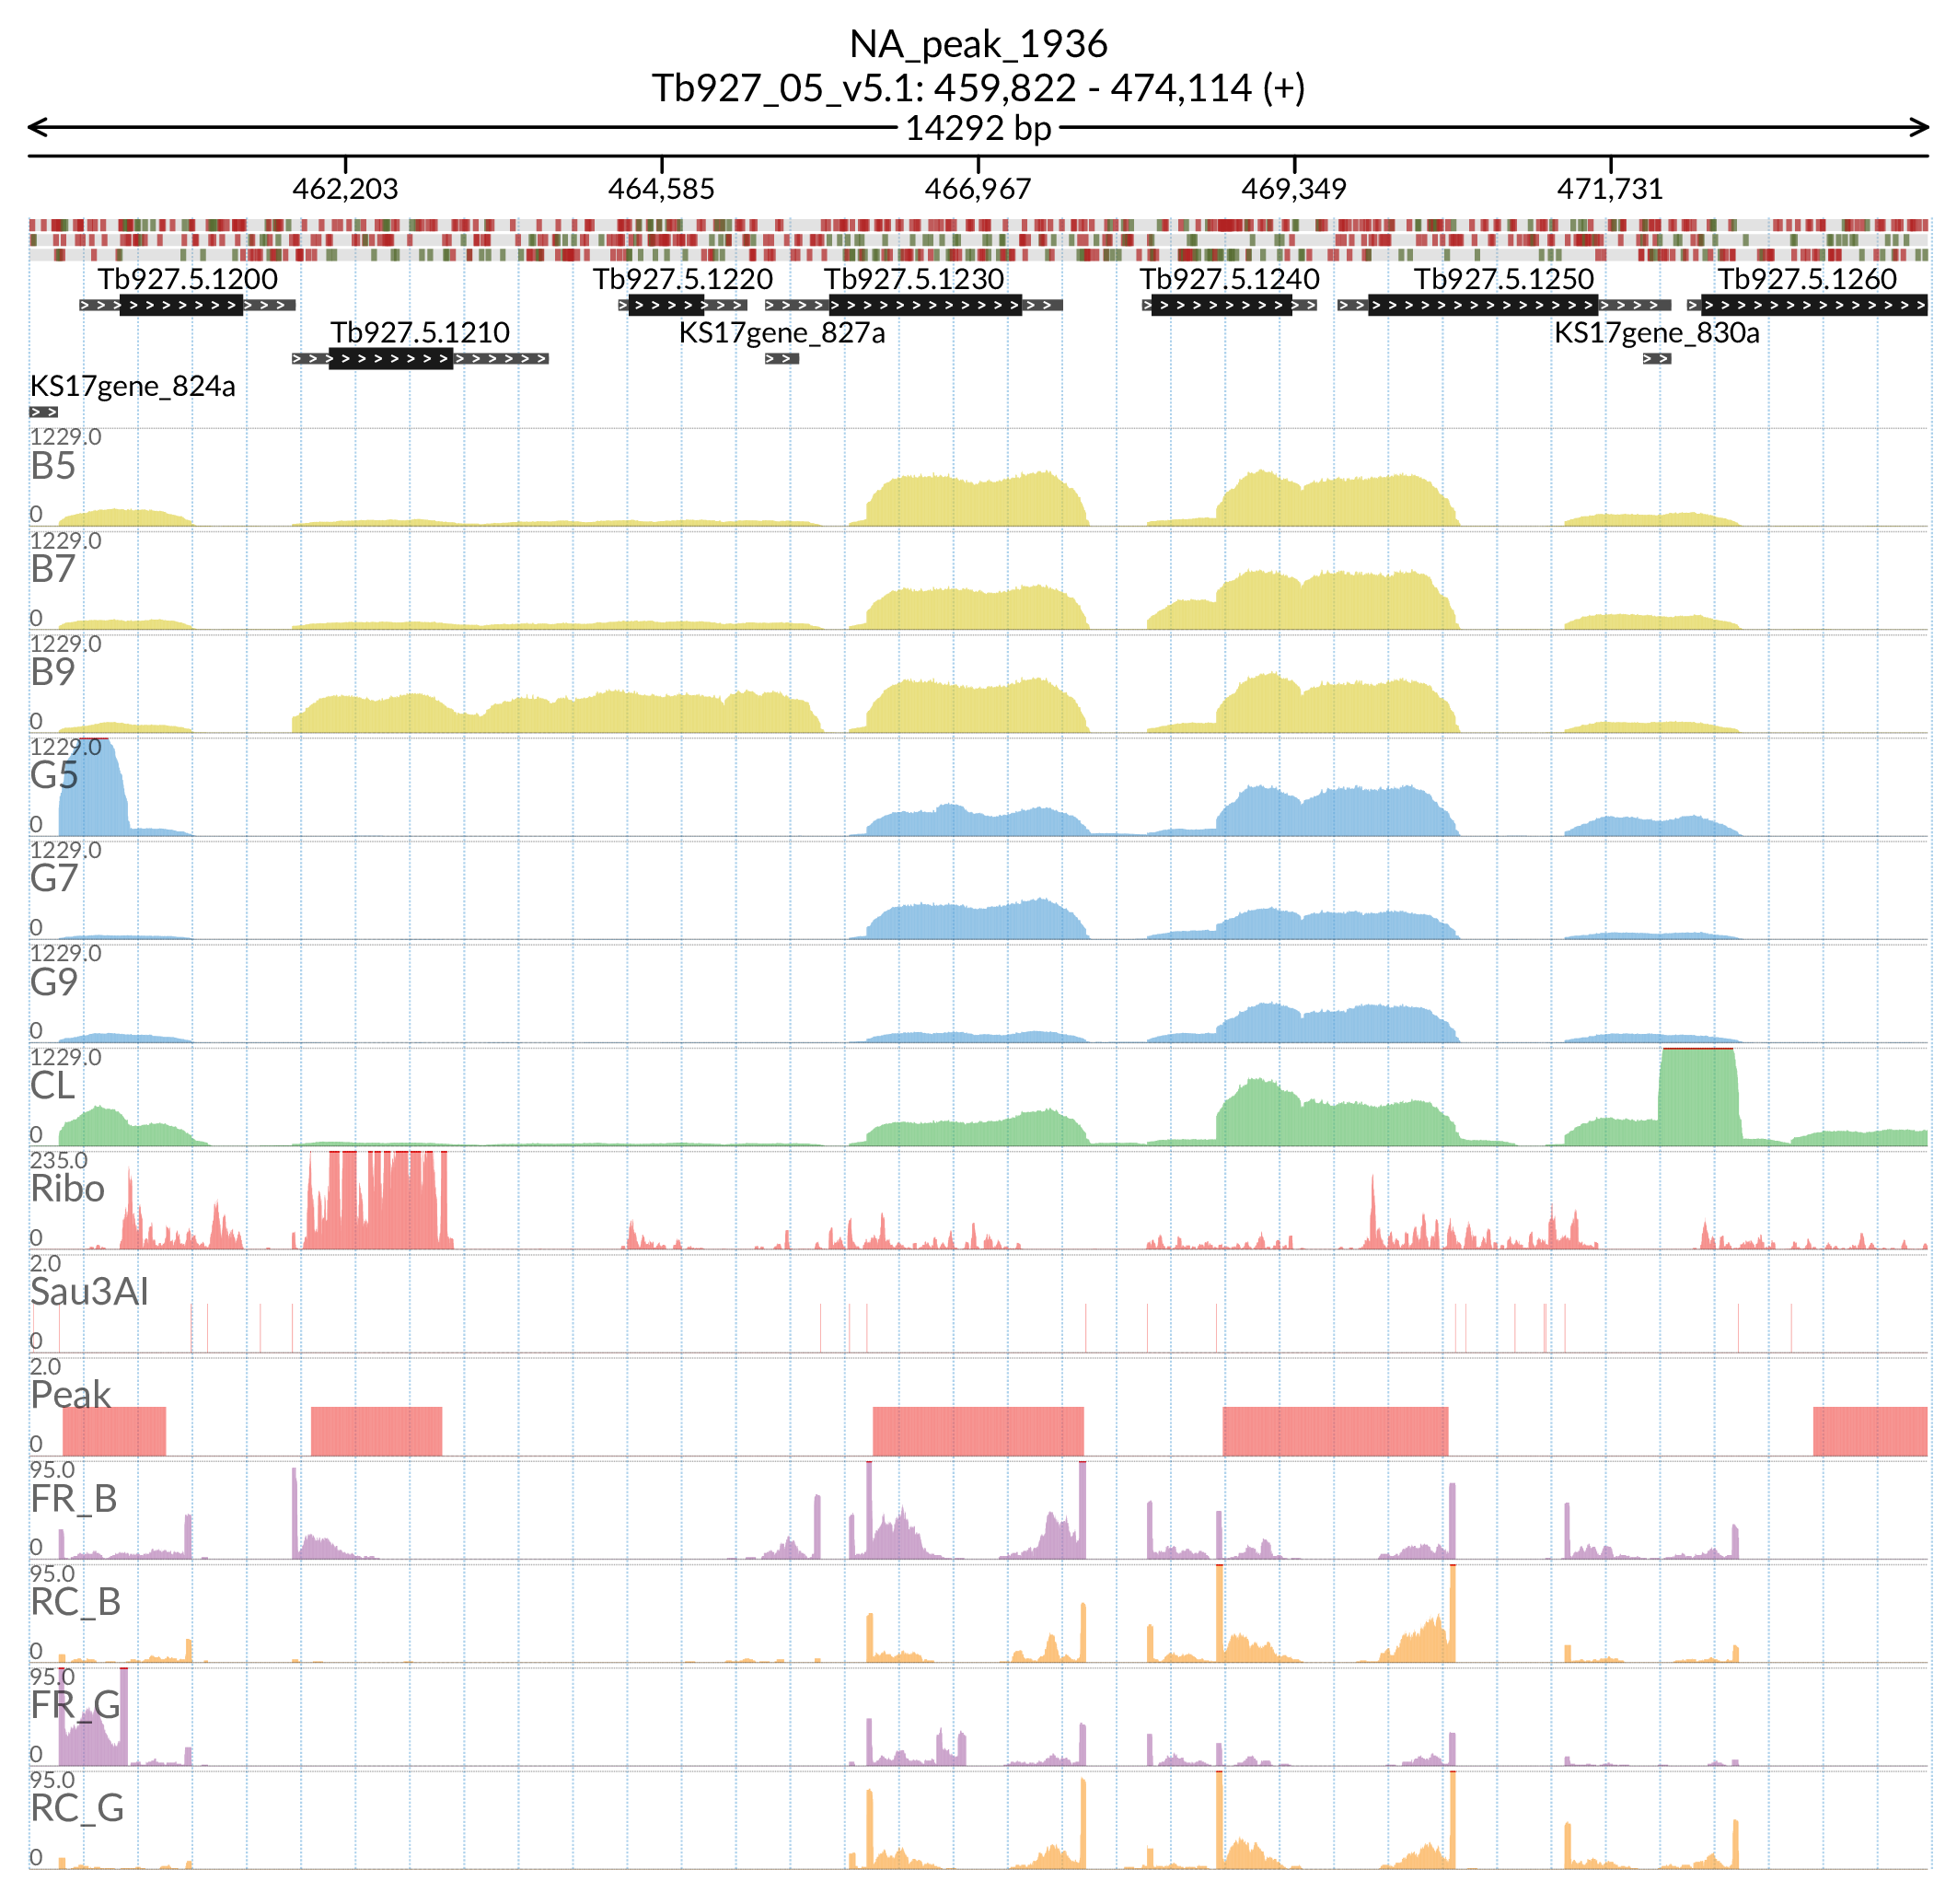 NA_peak_1936
Tb927_05_v5.1: 459,822 - 474,114 (+)
14292 bp
462,203 464,585 466,967 469,349 471,731
Tb927.5.1200 Tb927.5.1220 Tb927.5.1230 Tb927.5.1240 Tb927.5.1250 Tb927.5.1260
Tb927.5.1210 KS17gene_827a KS17gene_830a
KS17gene_824a
1229.0
B5
0
1229.0
B7
0
1229.0
B9
0
1229.0
G5
0
1229.0
G7
0
1229.0
G9
0
1229.0
CL
0
235.0
Ribo
0
2.0
Sau3AI
0
2.0
Peak
0
95.0
FR_B
0
95.0
RC_B
0
95.0
FR_G
0
95.0
RC_G
0